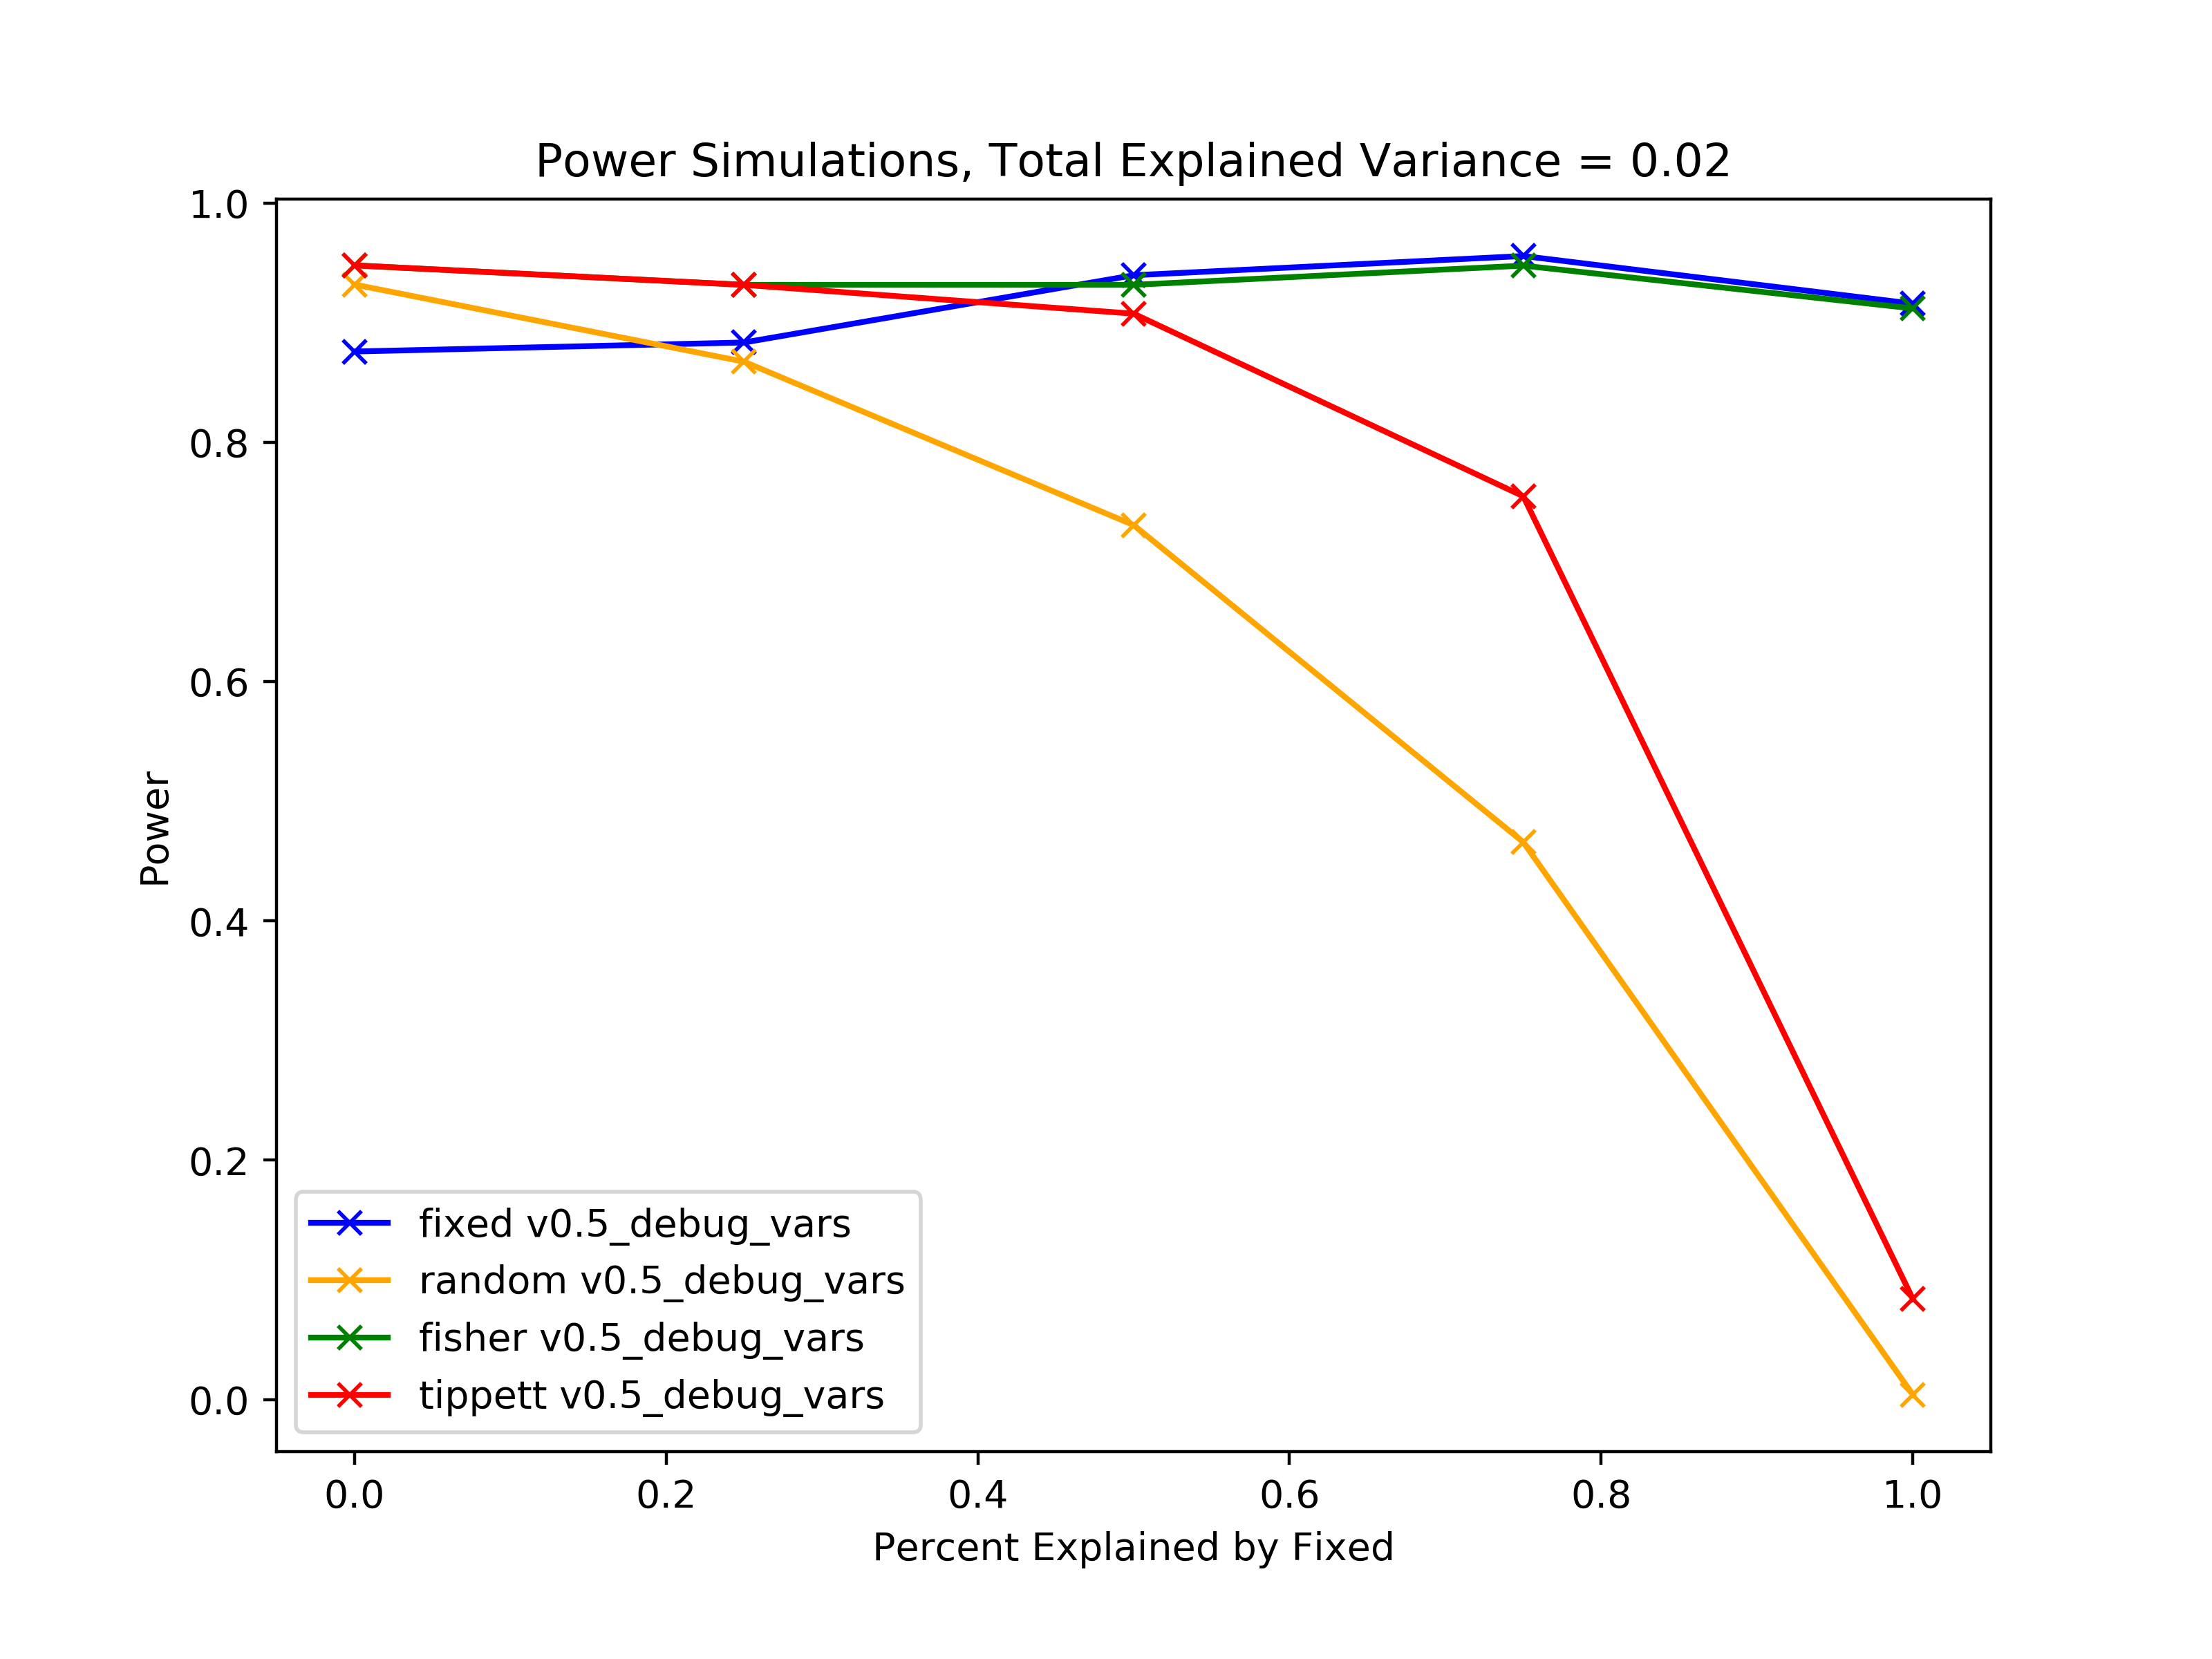 Power Simulations, Total Explained Variance = 0.02
1.0
0.8
0.6
0.4
0.2
0.0
Power
fixed v0.5_debug_vars
random v0.5_debug_vars
fisher v0.5_debug_vars
tippett v0.5_debug_vars
0.0 0.2 0.4 0.6 0.8 1.0
Percent Explained by Fixed